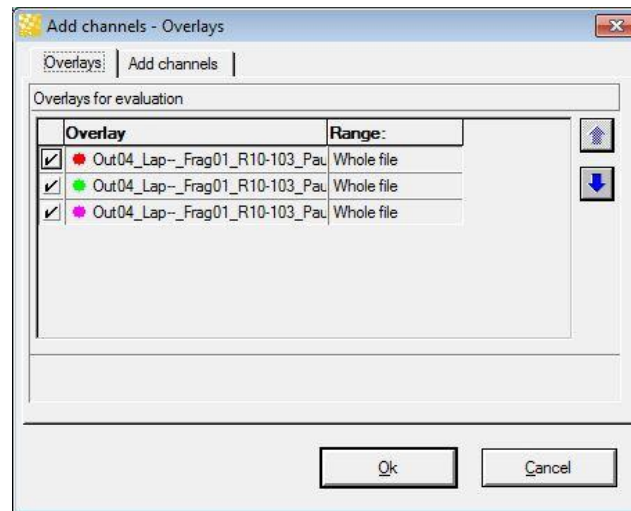 Add channels - Overlays
Overlays Add channels
Overlays for evaluation
Overlay Range:
Out04_Lap--_Frag01_R10-103_Pau Whole file
Out04_Lap--_Frag01_R10-103_Pau Whole file
Out04_Lap--_Frag01_R10-103_Pau Whole file
Ok Cancel